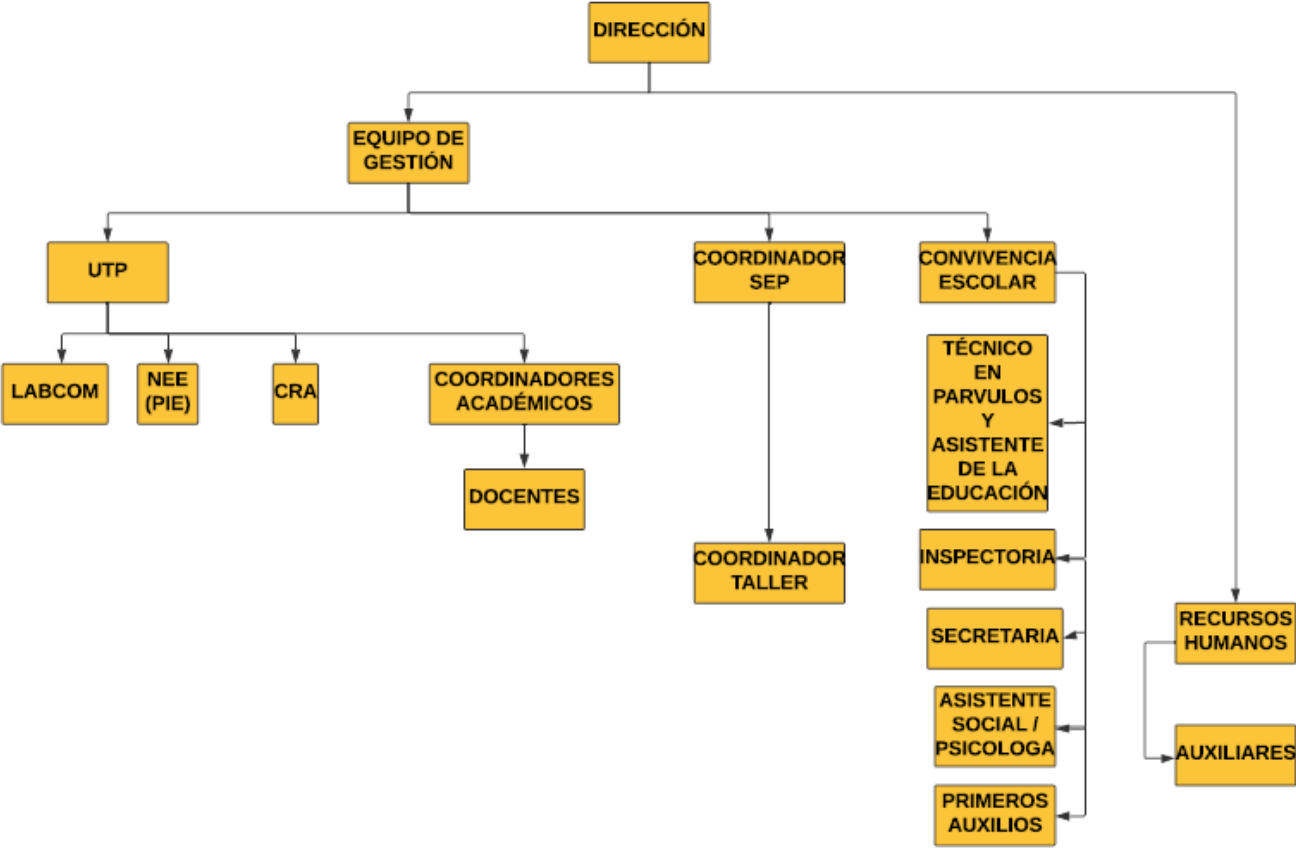 DIRECCIÓN
EQUIPO DE
GESTIÓN
UTP
COORDINADOR
SEP
CONVIVENCIA
ESCOLAR
LABCOM
NEE
(PIE)
CRA
COORDINADORES
ACADÉMICOS
DOCENTES
COORDINADOR
TALLER
TÉCNICO
EN
PARVULOS
Y
ASISTENTE
DE LA
EDUCACIÓN
INSPECTORIA
SECRETARIA
ASISTENTE
SOCIAL /
PSICOLOGA
PRIMEROS
AUXILIOS
RECURSOS
HUMANOS
AUXILIARES